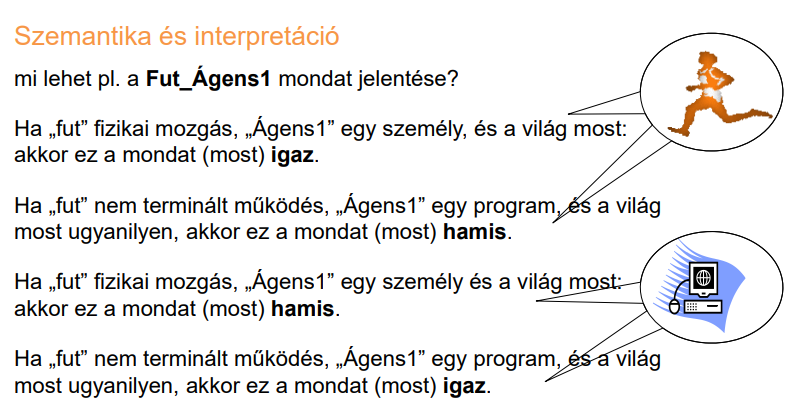 Szemantika és interpretáció
mi lehet pl. a Fut_Ágens1 mondat jelentése?
Ha „fut” fizikai mozgás, „Ágens1” egy személy, és a világ most:
akkor ez a mondat (most) igaz.
Ha „fut” nem terminált működés, „Ágens1” egy program, és a világ
most ugyanilyen, akkor ez a mondat (most) hamis.
Ha „fut” fizikai mozgás, „Ágens1” egy személy és a világ most:
akkor ez a mondat (most) hamis.
Ha „fut” nem terminált működés, „Ágens1” egy program, és a világ
most ugyanilyen, akkor ez a mondat (most) igaz.